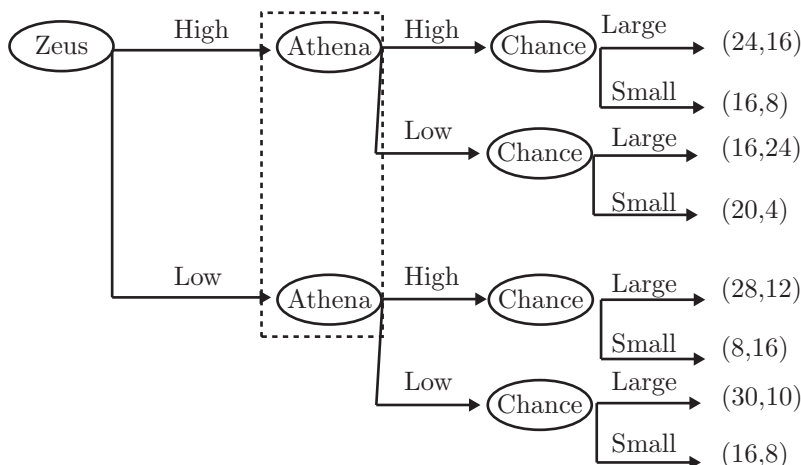 Zeus High Athena High Chance Large (24,16)
Small (16,8)
Low Chance Large (16,24)
Small (20,4)
Low Athena High Chance Large (28,12)
Small (8,16)
Low Chance Large (30,10)
Small (16,8)